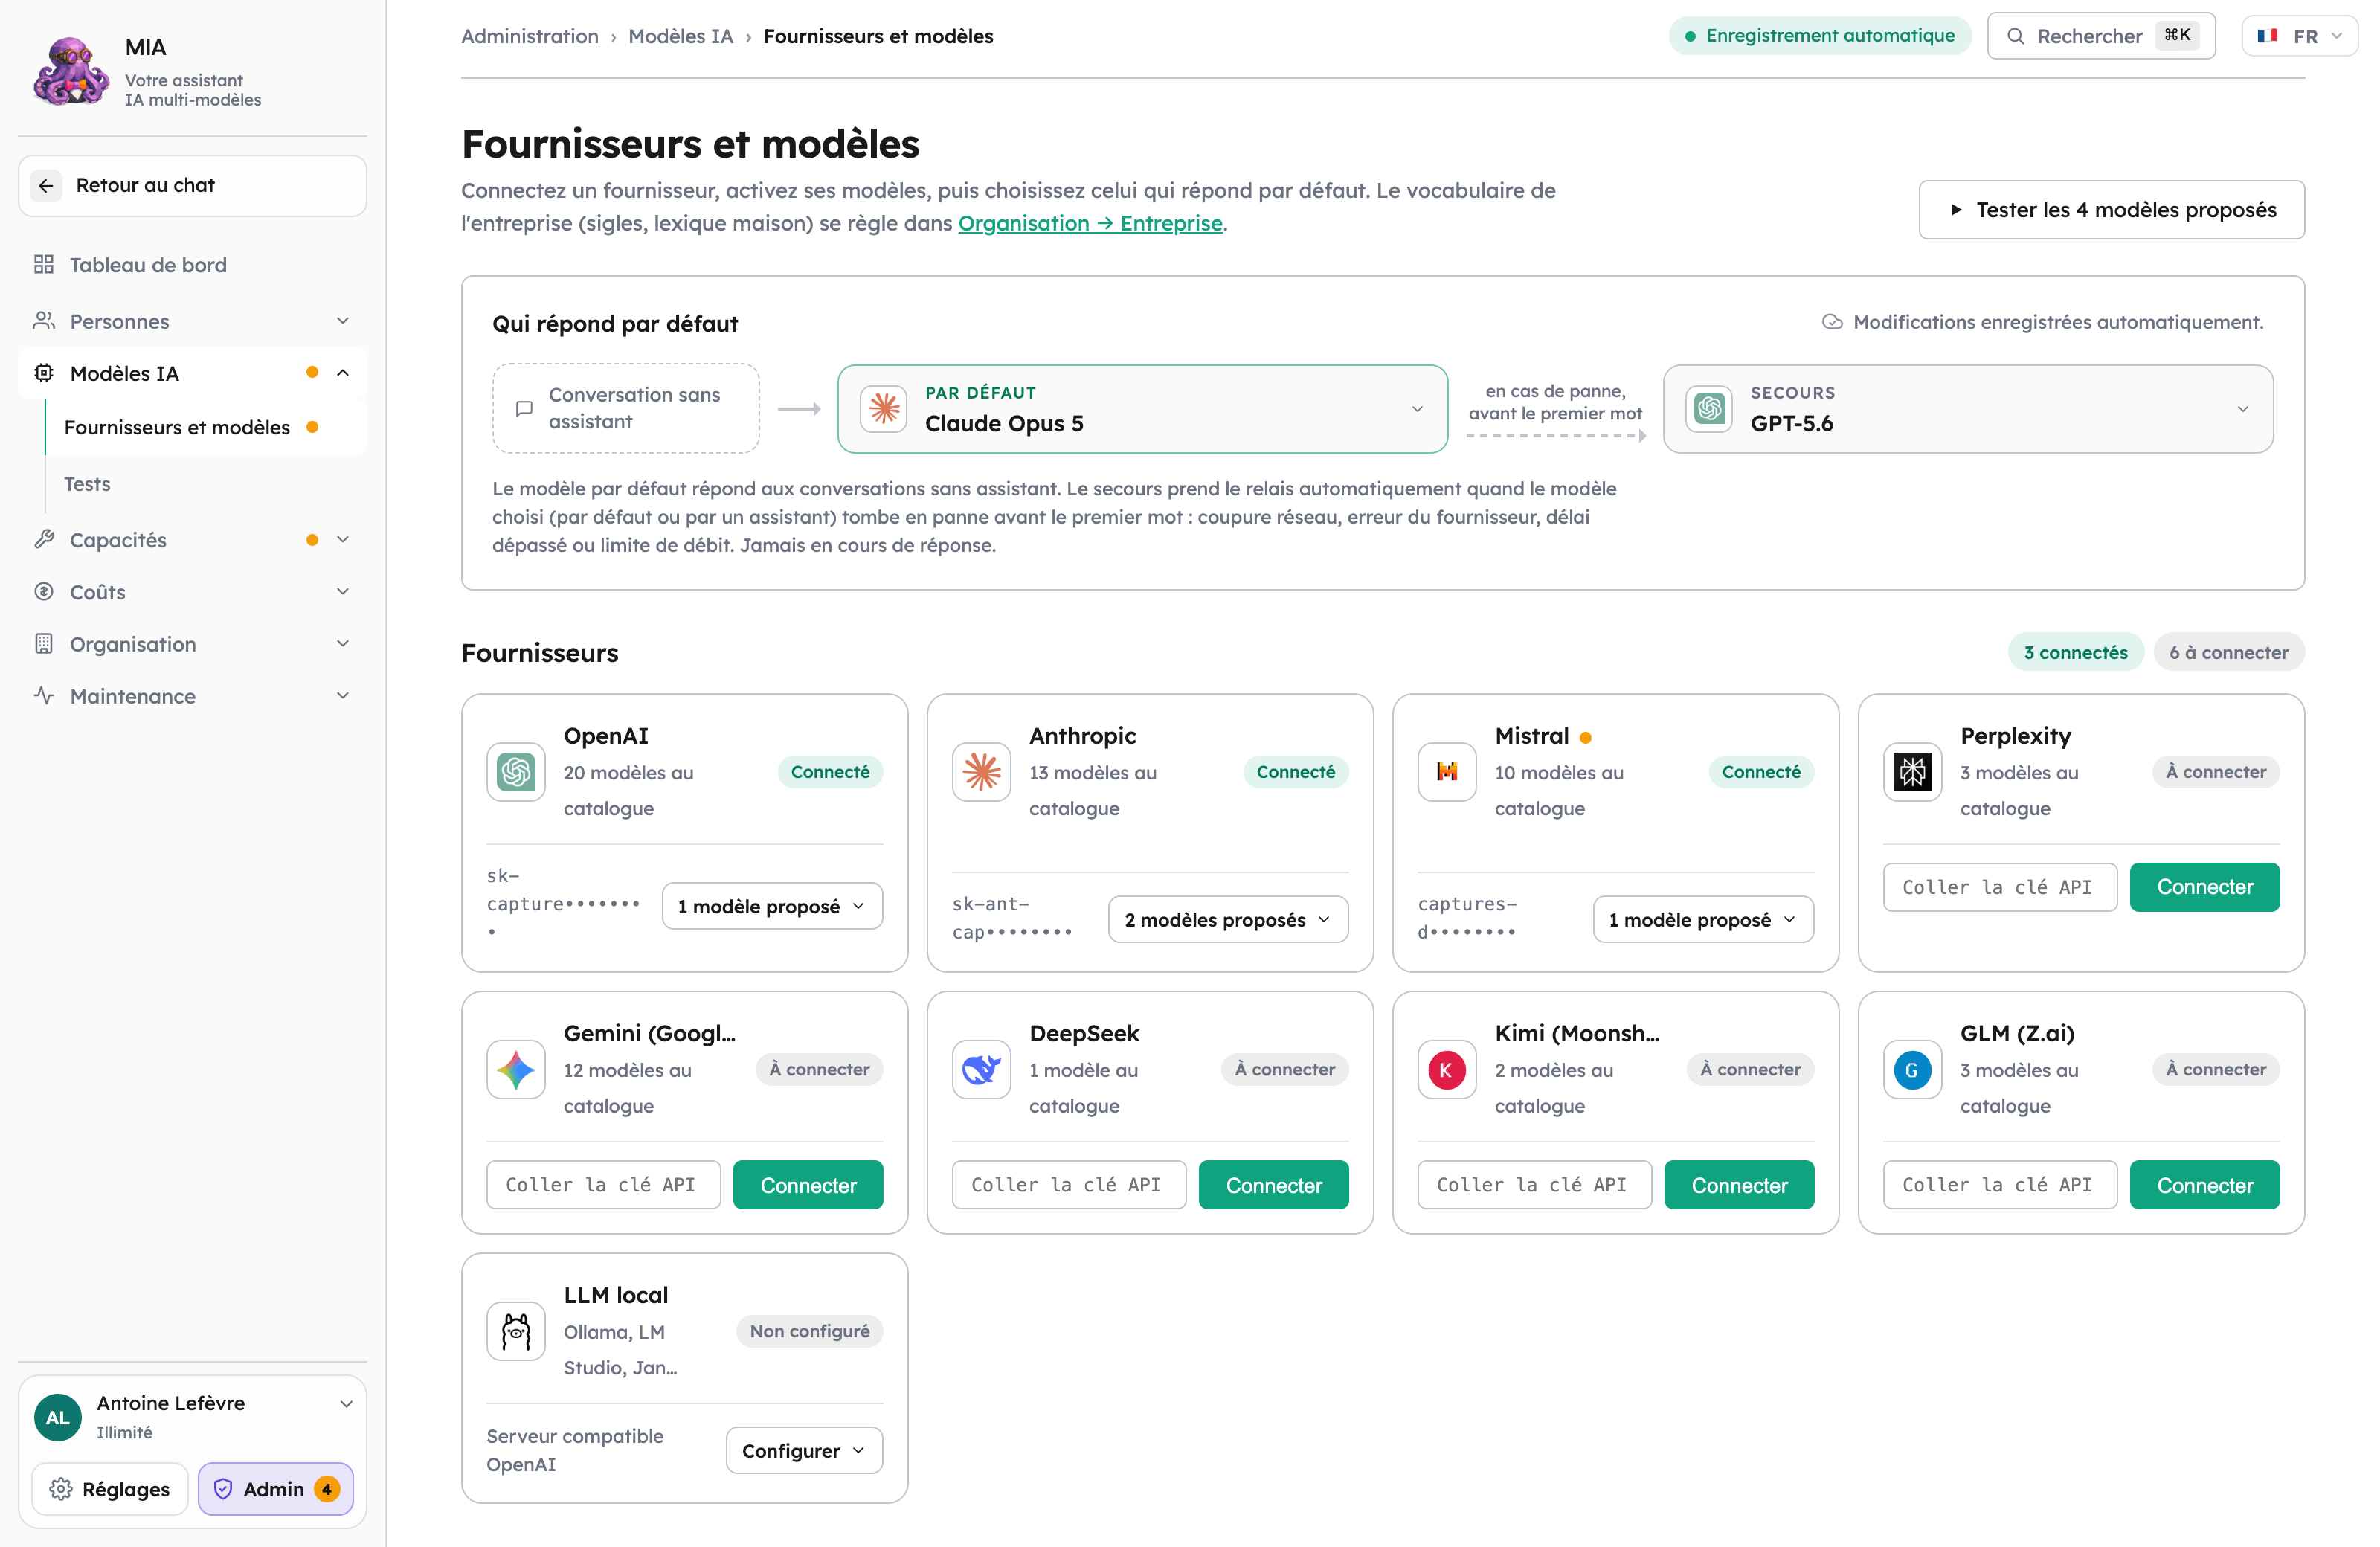 MIA
Votre assistant
IA multi-modèles
Retour au chat
Tableau de bord
Personnes
Modèles IA
Fournisseurs et modèles
Tests
Capacités
Coûts
Organisation
Maintenance
AL
Antoine Lefèvre
Illimité
Réglages
Admin 4
Administration › Modèles IA › Fournisseurs et modèles
Enregistrement automatique
Rechercher ⌘K
FR
Fournisseurs et modèles
Connectez un fournisseur, activez ses modèles, puis choisissez celui qui répond par défaut. Le vocabulaire de
l'entreprise (sigles, lexique maison) se règle dans Organisation → Entreprise.
Tester les 4 modèles proposés
Qui répond par défaut
Modifications enregistrées automatiquement.
Conversation sans
assistant
PAR DÉFAUT
Claude Opus 5
en cas de panne,
avant le premier mot
SECOURS
GPT-5.6
Le modèle par défaut répond aux conversations sans assistant. Le secours prend le relais automatiquement quand le modèle
choisi (par défaut ou par un assistant) tombe en panne avant le premier mot : coupure réseau, erreur du fournisseur, délai
dépassé ou limite de débit. Jamais en cours de réponse.
Fournisseurs
3 connectés
6 à connecter
OpenAI
20 modèles au
catalogue
Connecté
sk-
capture•••••••
•
1 modèle proposé
Anthropic
13 modèles au
catalogue
Connecté
sk-ant-
cap••••••••
2 modèles proposés
Mistral
10 modèles au
catalogue
Connecté
captures-
d••••••••
1 modèle proposé
Perplexity
3 modèles au
catalogue
À connecter
Coller la clé API
Connecter
Gemini (Googl…
12 modèles au
catalogue
À connecter
Coller la clé API
Connecter
DeepSeek
1 modèle au
catalogue
À connecter
Coller la clé API
Connecter
Kimi (Moonsh…
K
2 modèles au
catalogue
À connecter
Coller la clé API
Connecter
GLM (Z.ai)
G
3 modèles au
catalogue
À connecter
Coller la clé API
Connecter
LLM local
Ollama, LM
Studio, Jan…
Non configuré
Serveur compatible
OpenAI
Configurer